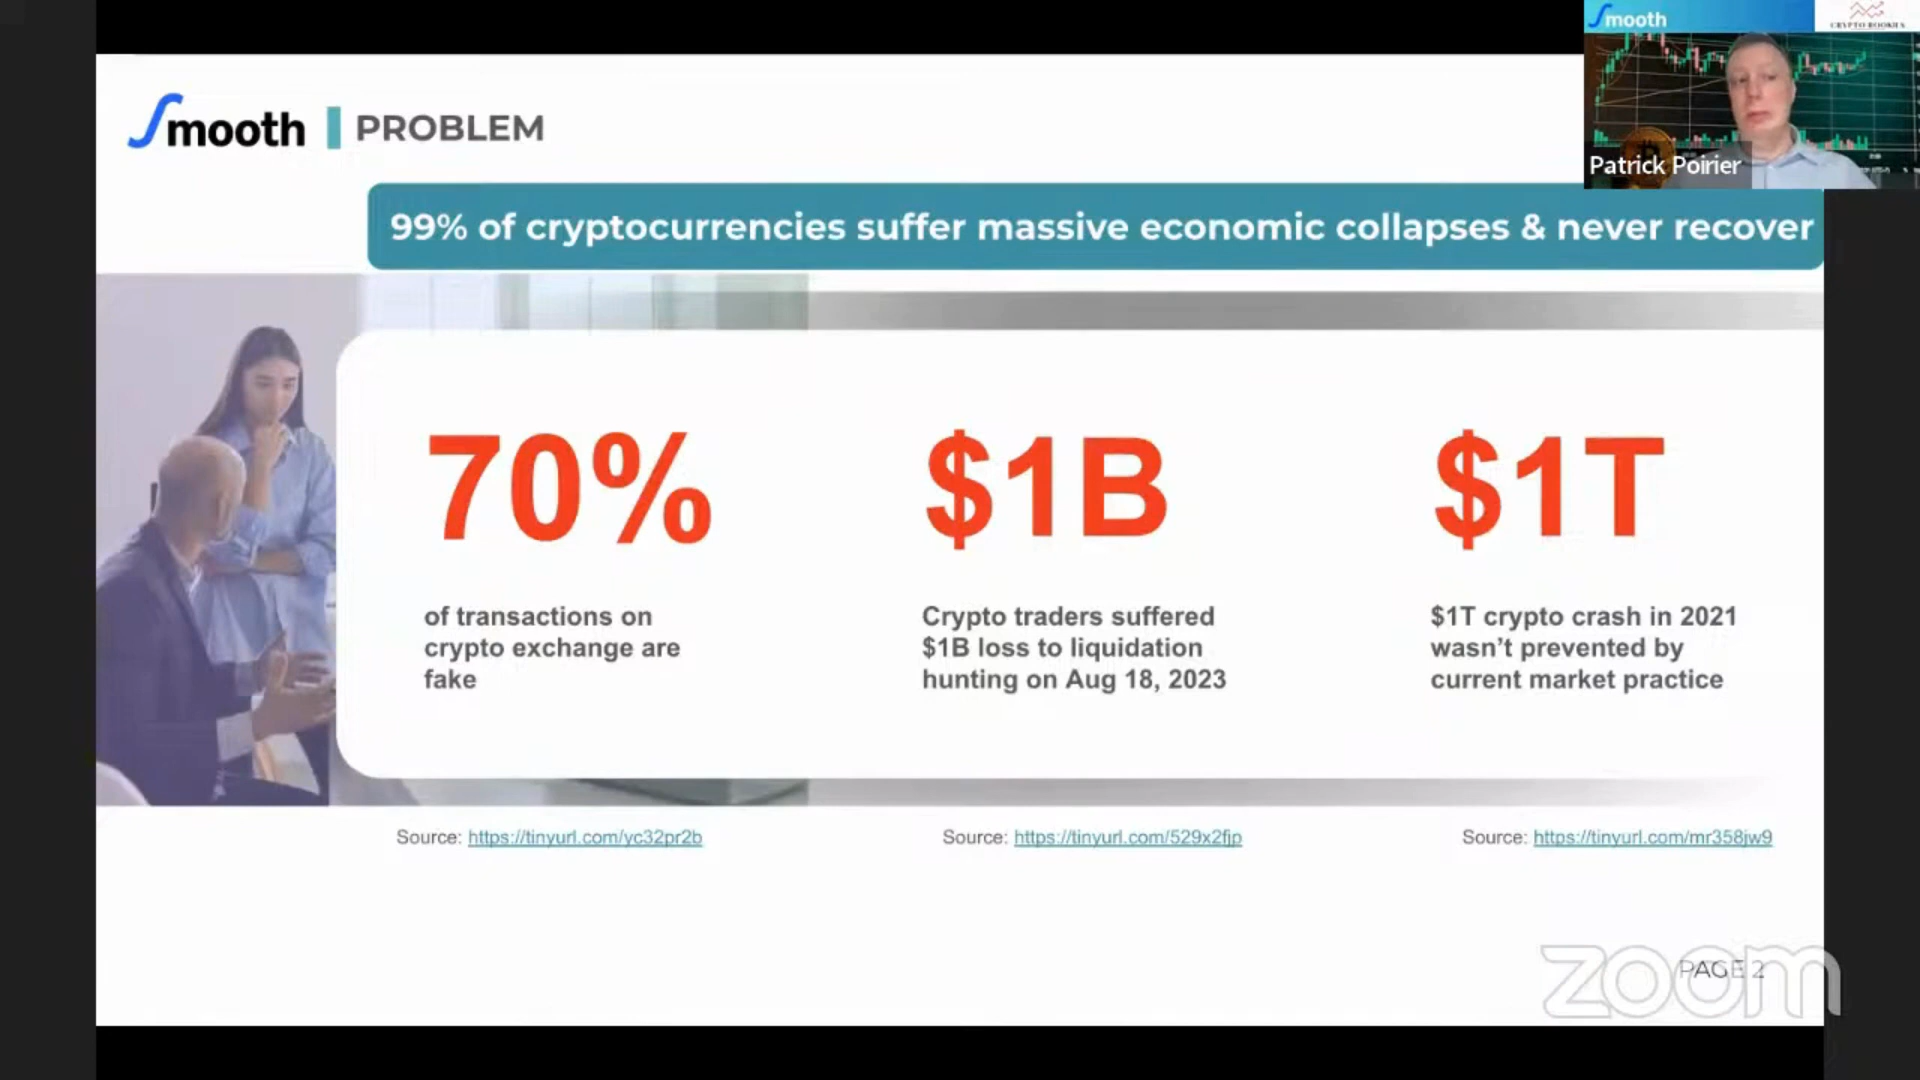 Smooth
CRYPTO ROOKIES
Patrick Poirier
Smooth
PROBLEM
99% of cryptocurrencies suffer massive economic collapses & never recover
70%
of transactions on
crypto exchange are
fake
$1B
Crypto traders suffered
$1B loss to liquidation
hunting on Aug 18, 2023
$1T
$1T crypto crash in 2021
wasn't prevented by
current market practice
Source: https://tinyurl.com/yc32pr2b
Source: https://tinyurl.com/529x2fjp
Source: https://tinyurl.com/mr358jw9
PAGE 2
zoom